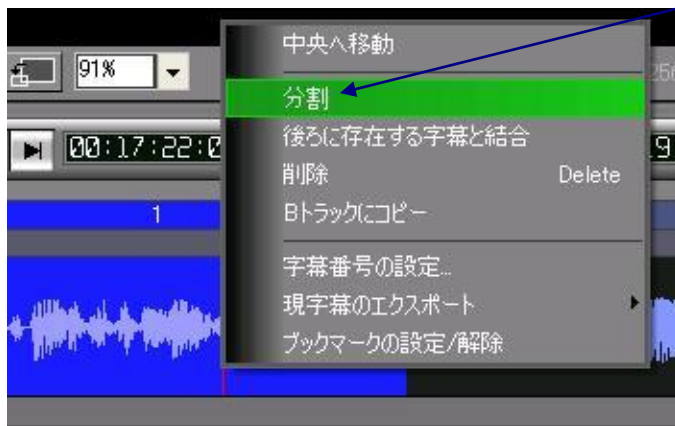 中央へ移動
91%
分割
後ろに存在する字幕と結合
00:17:22:0
削除 Delete
1
Bトラックにコピー
字幕番号の設定...
現字幕のエクスポート
ブックマークの設定/解除